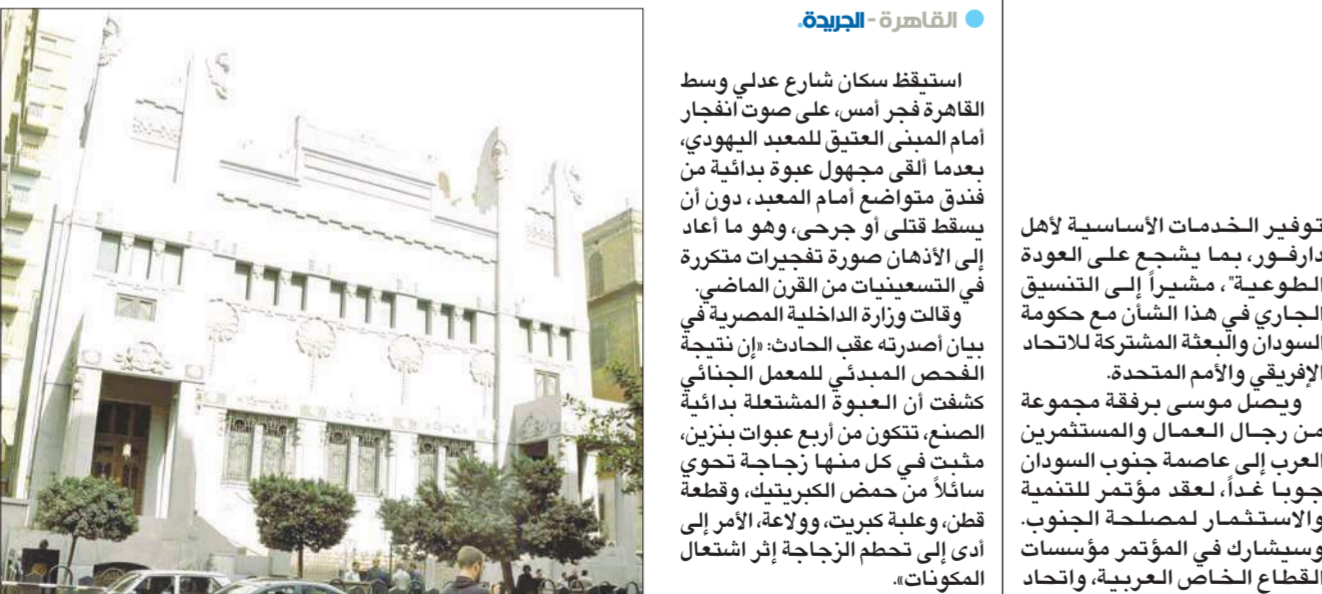 توفير الخدمات الأساسية لأهل
دارفور، بما يشجع على العودة
الطوعية"، مشيراً إلى التنسيق
الجاري في هذا الشأن مع حكومة
السودان والبعثة المشتركة للاتحاد
الإفريقي والأمم المتحدة.
ويصل موسى برفقة مجموعة
من رجال العمال والمستثمرين
العرب إلى عاصمة جنوب السودان
جوبا غداً، لعقد مؤتمر للتنمية
والاستثمار لمصلحة الجنوب.
وسيشارك في المؤتمر مؤسسات
القطاع الخاص العربية، واتحاد
القاهرة - الجريدة.
استيقظ سكان شارع عدلي وسط
القاهرة فجر أمس، على صوت انفجار
أمام المبنى العتيق للمعبد اليهودي،
بعدما ألقى مجهول عبوة بدائية من
فندق متواضع أمام المعبد، دون أن
يسقط قتلى أو جرحى، وهو ما أعاد
إلى الأذهان صورة تفجيرات متكررة
في التسعينيات من القرن الماضي.
وقالت وزارة الداخلية المصرية في
بيان أصدرته عقب الحادث: «إن نتيجة
الفحص المبدئي للمعمل الجنائي
كشفت أن العبوة المشتعلة بدائية
الصنع، تتكون من أربع عبوات بنزين،
مثبت في كل منها زجاجة تحوي
سائلاً من حمض الكبريتيك، وقطعة
قطن، وعلبة كبريت، وولاعة، الأمر إلى
أدى إلى تحطم الزجاجة إثر اشتعال
المكونات».